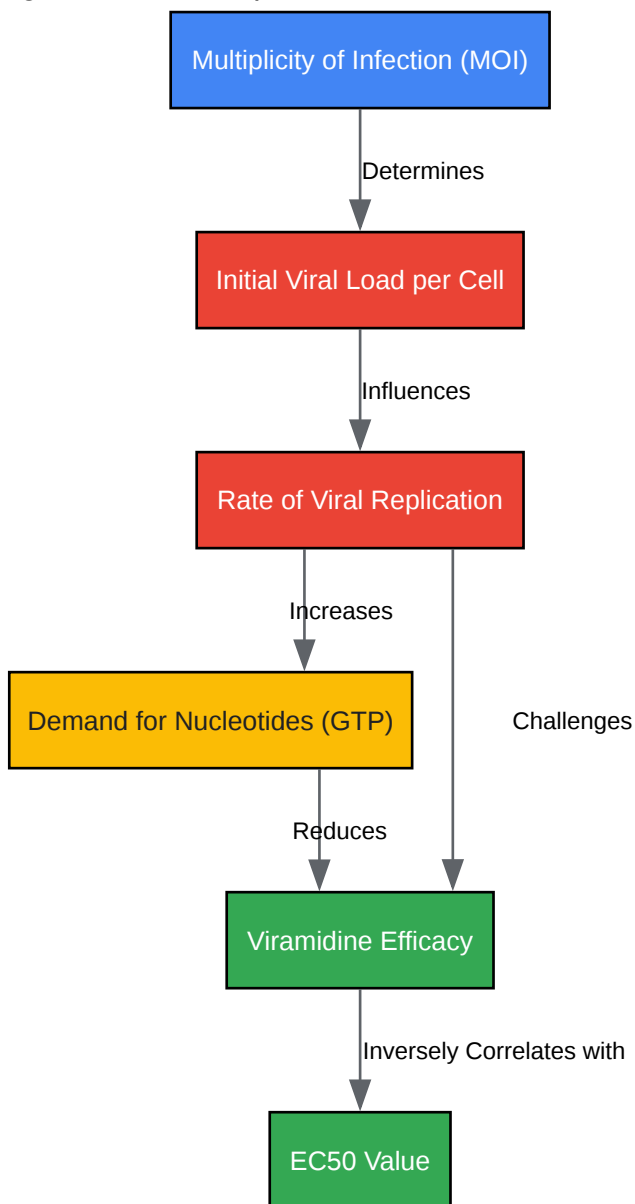 Multiplicity of Infection (MOI)
Determines
Initial Viral Load per Cell
Influences
Rate of Viral Replication
Increases
Demand for Nucleotides (GTP)
Challenges
Reduces
Viramidine Efficacy
Inversely Correlates with
EC50 Value